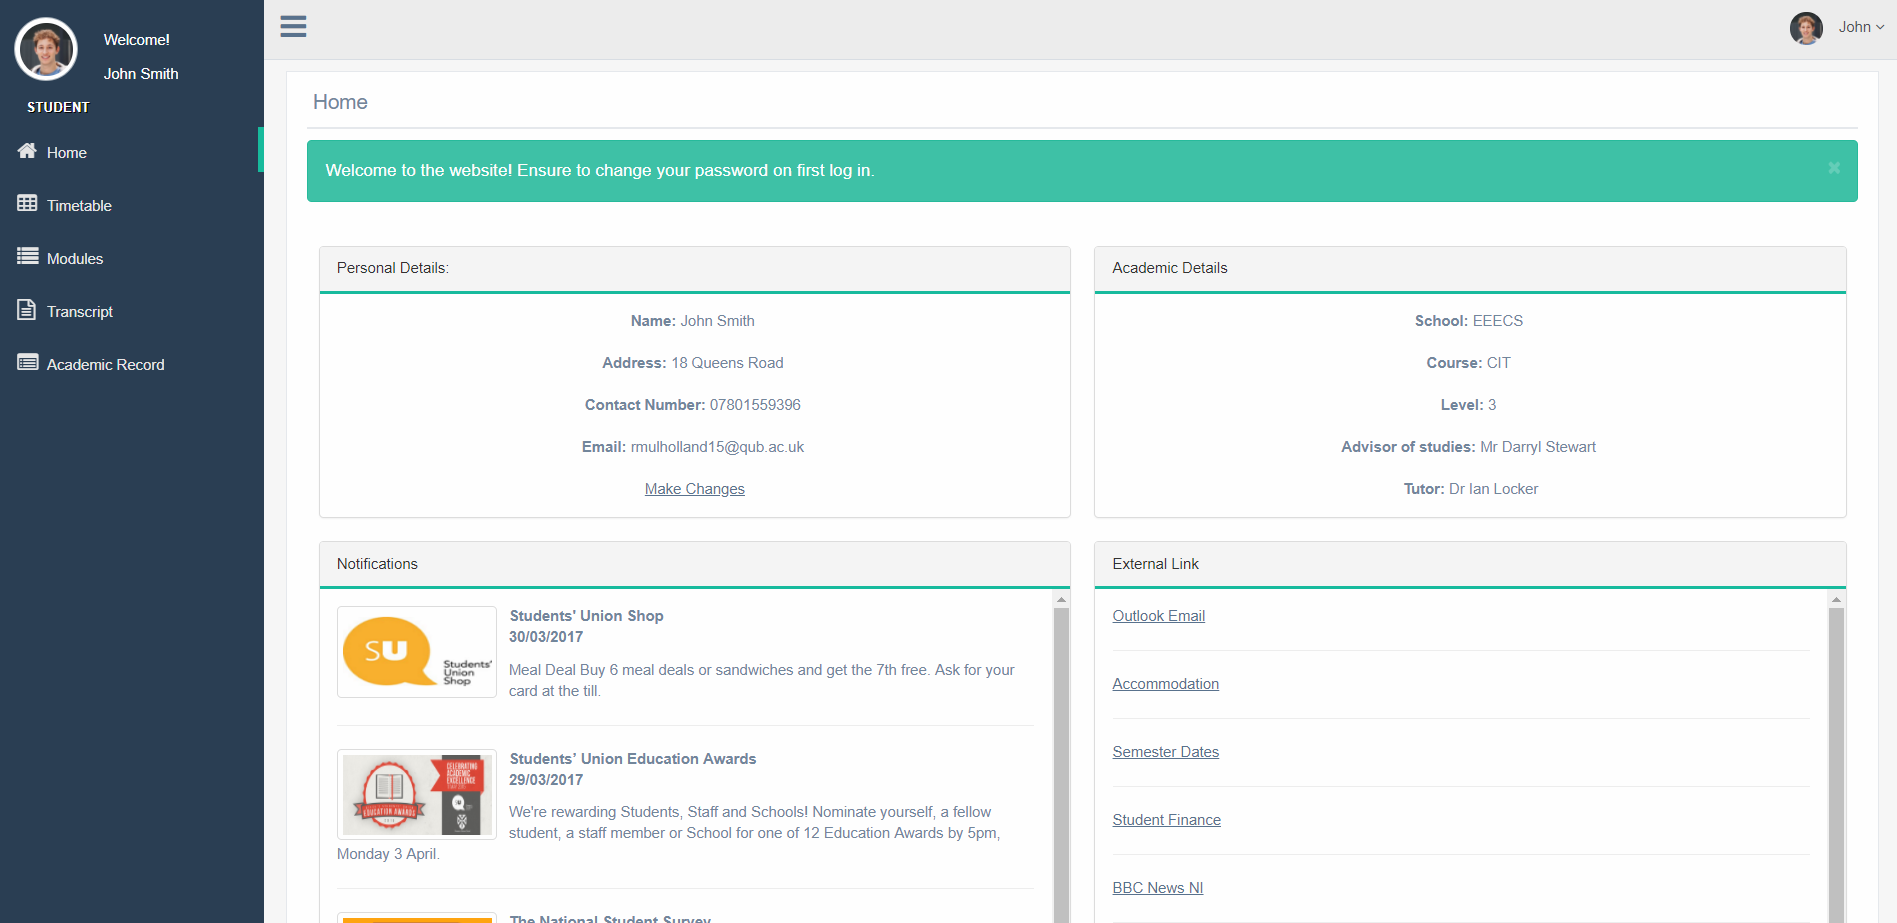 Welcome!
John Smith
STUDENT
Home
Timetable
Modules
Transcript
Academic Record
John
Home
Welcome to the website! Ensure to change your password on first log in.
Personal Details:
Name: John Smith
Address: 18 Queens Road
Contact Number: 07801559396
Email: rmulholland15@qub.ac.uk
Make Changes
Academic Details
School: EEECS
Course: CIT
Level: 3
Advisor of studies: Mr Darryl Stewart
Tutor: Dr Ian Locker
Notifications
SU
Students'
Union
Shop
Students' Union Shop
30/03/2017
Meal Deal Buy 6 meal deals or sandwiches and get the 7th free. Ask for your
card at the till.
CELEBRATING
ACADEMIC
EXCELLENCE
SU
EDUCATION AWARDS
Students’ Union Education Awards
29/03/2017
We're rewarding Students, Staff and Schools! Nominate yourself, a fellow
student, a staff member or School for one of 12 Education Awards by 5pm,
Monday 3 April.
The National Student Survey
External Link
Outlook Email
Accommodation
Semester Dates
Student Finance
BBC News NI